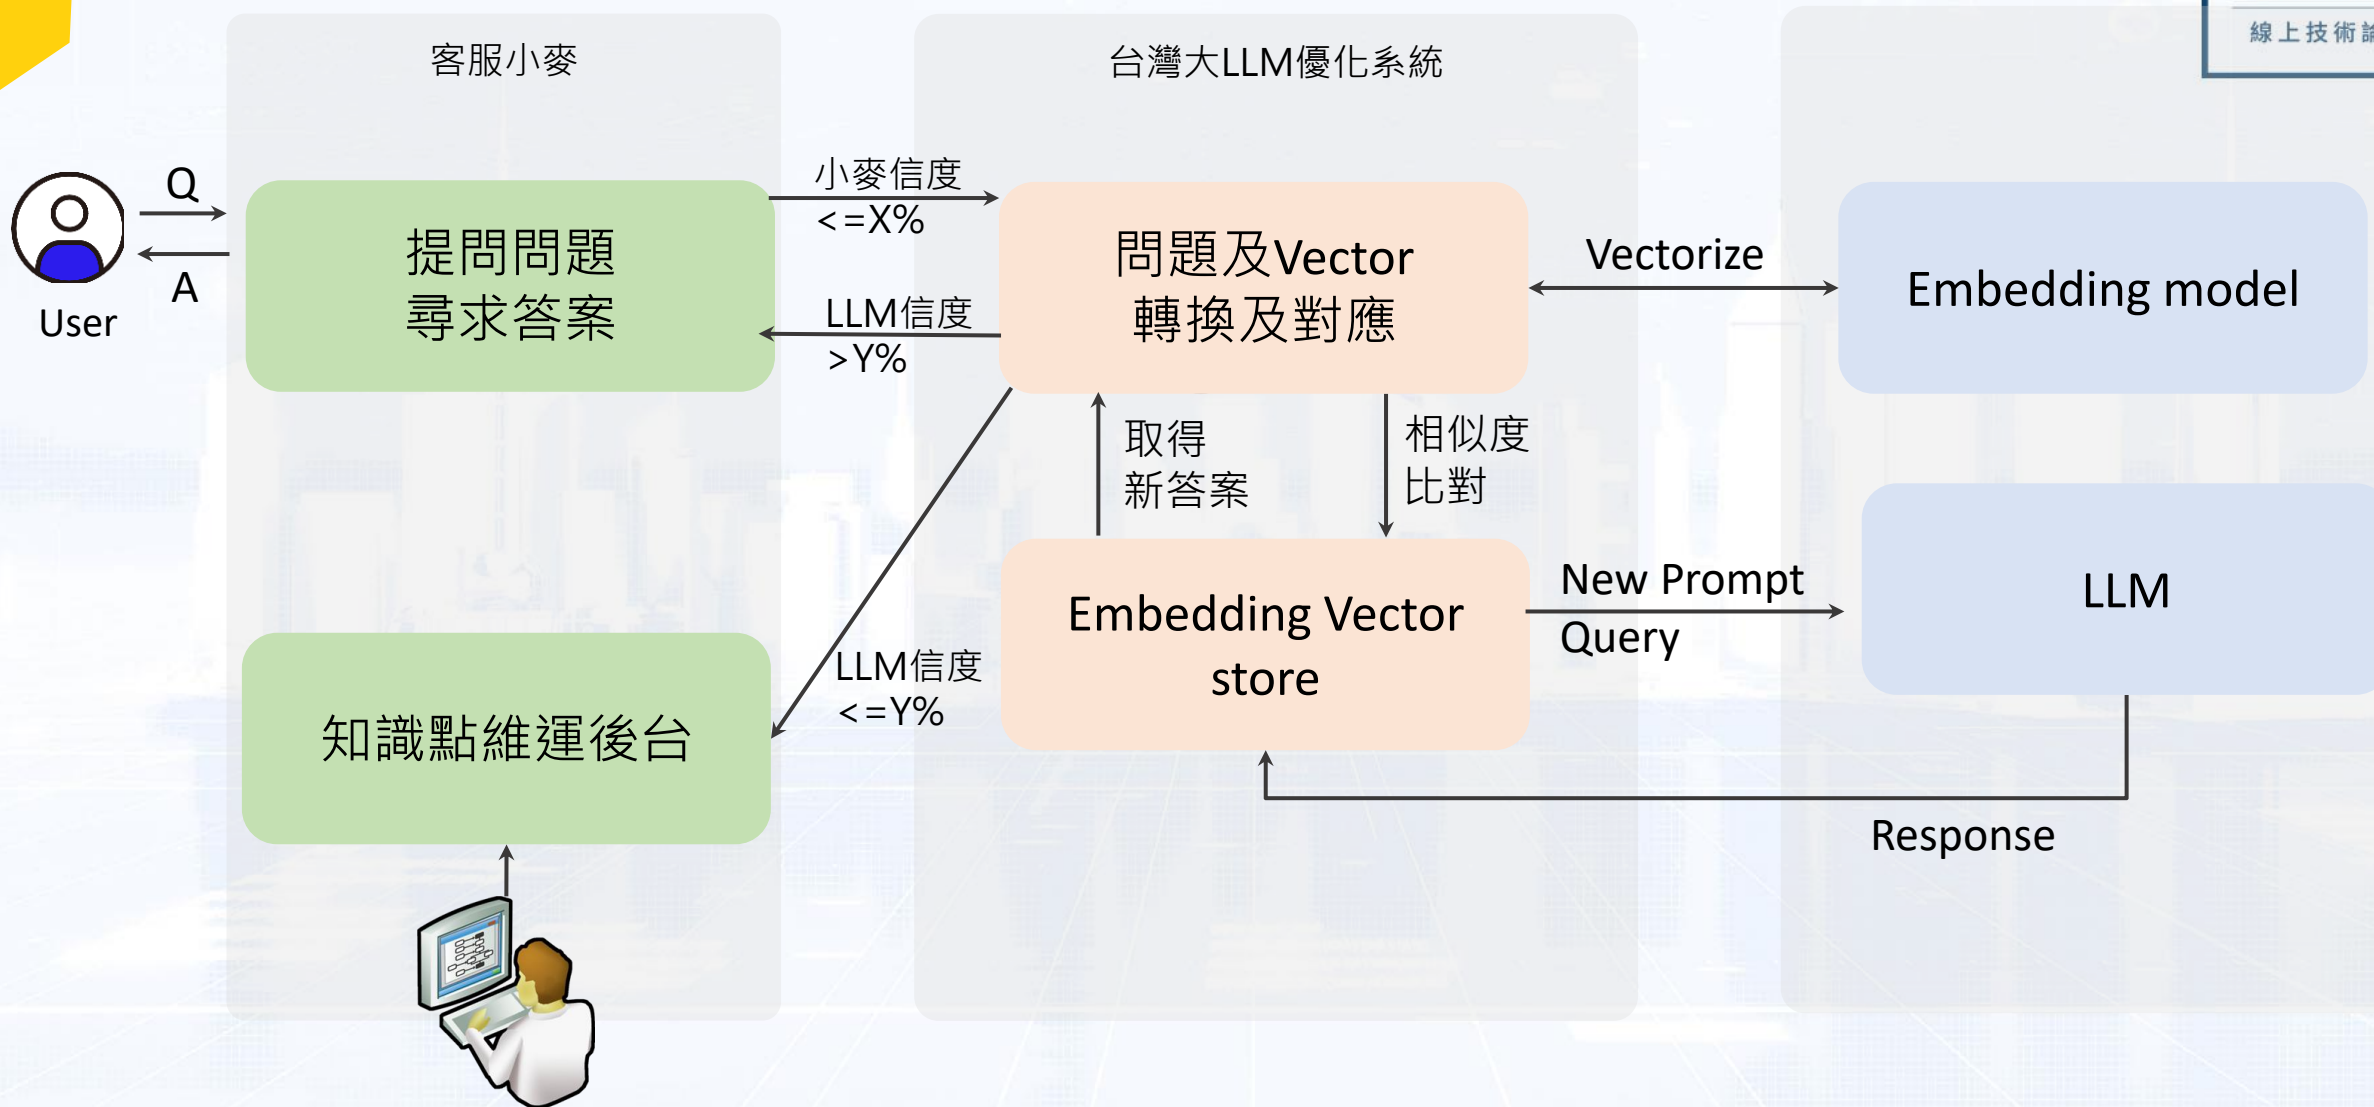 線上技術論
客服小麥
台灣大LLM優化系統
Q
A
User
提問問題
尋求答案
小麥信度
<=X%
LLM信度
>Y%
問題及Vector
轉換及對應
Vectorize
Embedding model
取得
新答案
相似度
比對
Embedding Vector
store
New Prompt
Query
LLM
LLM信度
<=Y%
知識點維運後台
Response